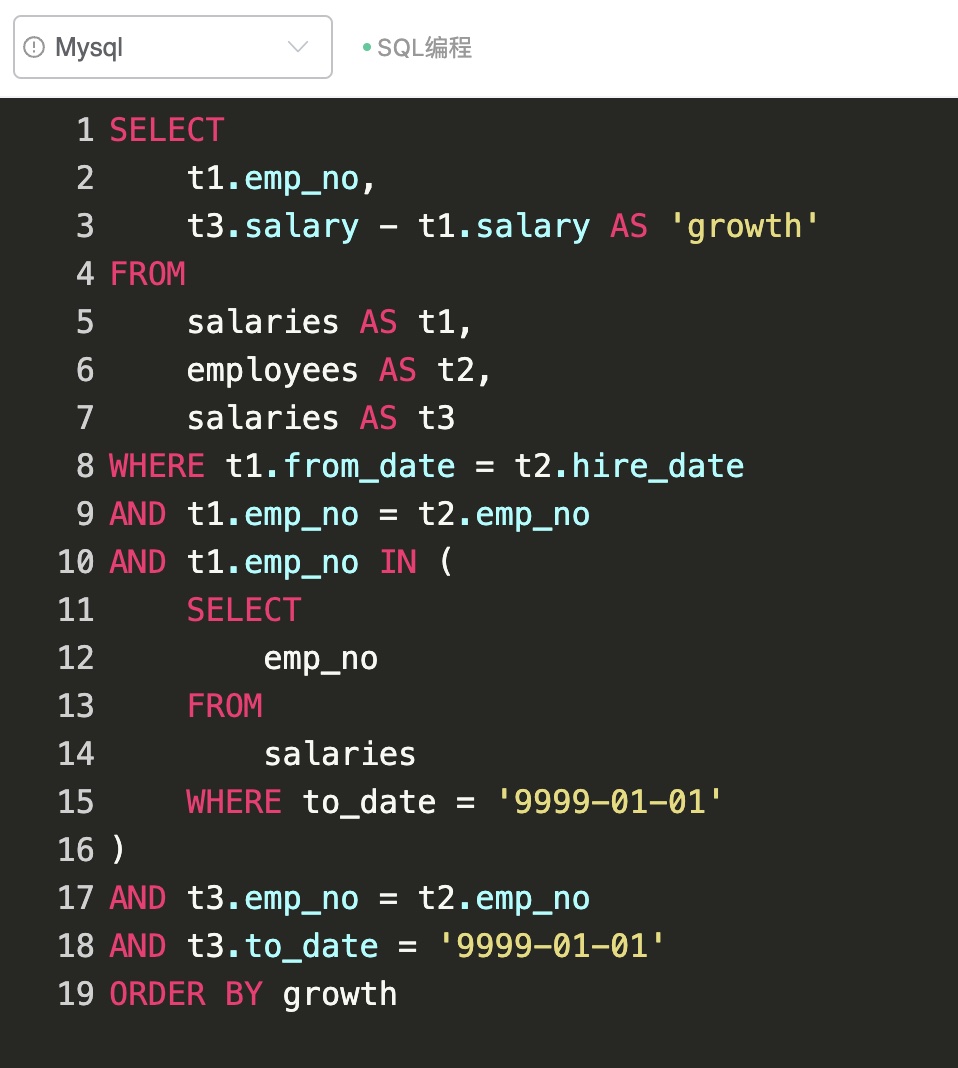 Mysql
SQL编程
1 SELECT
2     t1.emp_no,
3     t3.salary - t1.salary AS 'growth'
4 FROM
5     salaries AS t1,
6     employees AS t2,
7     salaries AS t3
8 WHERE t1.from_date = t2.hire_date
9 AND t1.emp_no = t2.emp_no
10 AND t1.emp_no IN (
11     SELECT
12         emp_no
13     FROM
14         salaries
15     WHERE to_date = '9999-01-01'
16 )
17 AND t3.emp_no = t2.emp_no
18 AND t3.to_date = '9999-01-01'
19 ORDER BY growth